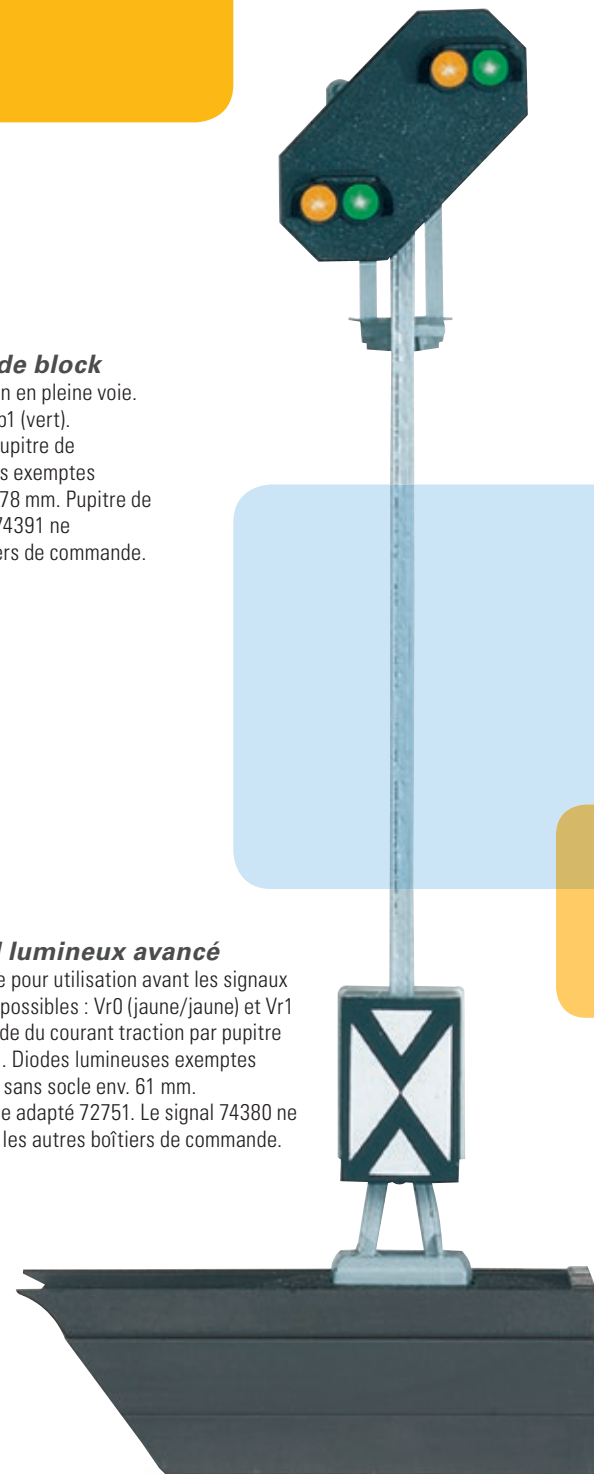 de block
n en pleine voie.
(vert).
upitre de
s exemptes
78 mm. Pupitre de
74391 ne
ers de commande.
lumineux avancé
e pour utilisation avant les signaux
possibles : Vr0 (jaune/jaune) et Vr1
de du courant traction par pupitre
. Diodes lumineuses exemptes
sans socle env. 61 mm.
e adapté 72751. Le signal 74380 ne
les autres boîtiers de commande.